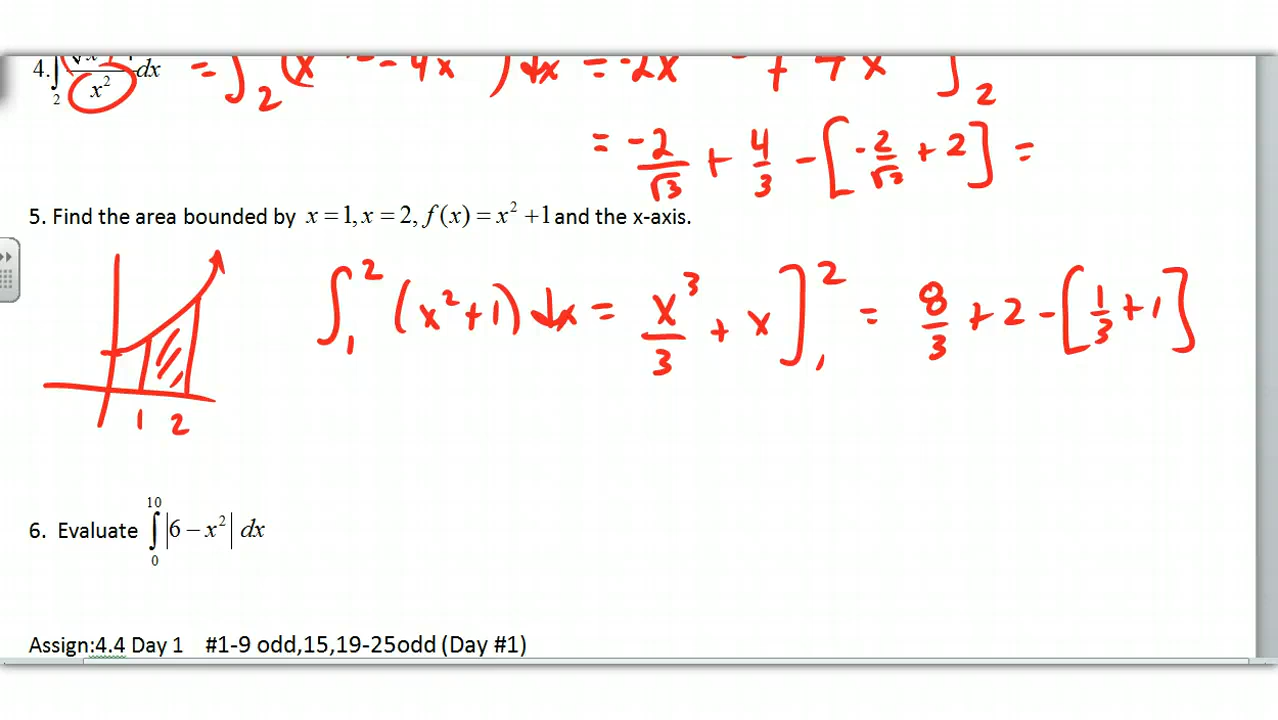 4. ∫₂ x² dx = ∫₂ (x - 4x ) dx = -2x + x ]₂
= -2/√3 + 4/3 - [-2/√2 + 2] =
5. Find the area bounded by x = 1, x = 2, f(x) = x² + 1 and the x-axis.
∫₁² (x² + 1) dx = x³/3 + x ]₁² = 8/3 + 2 - [1/3 + 1]
1 2
6. Evaluate ∫₀¹⁰ |6 - x²| dx
Assign:4.4 Day 1 #1-9 odd,15,19-25odd (Day #1)